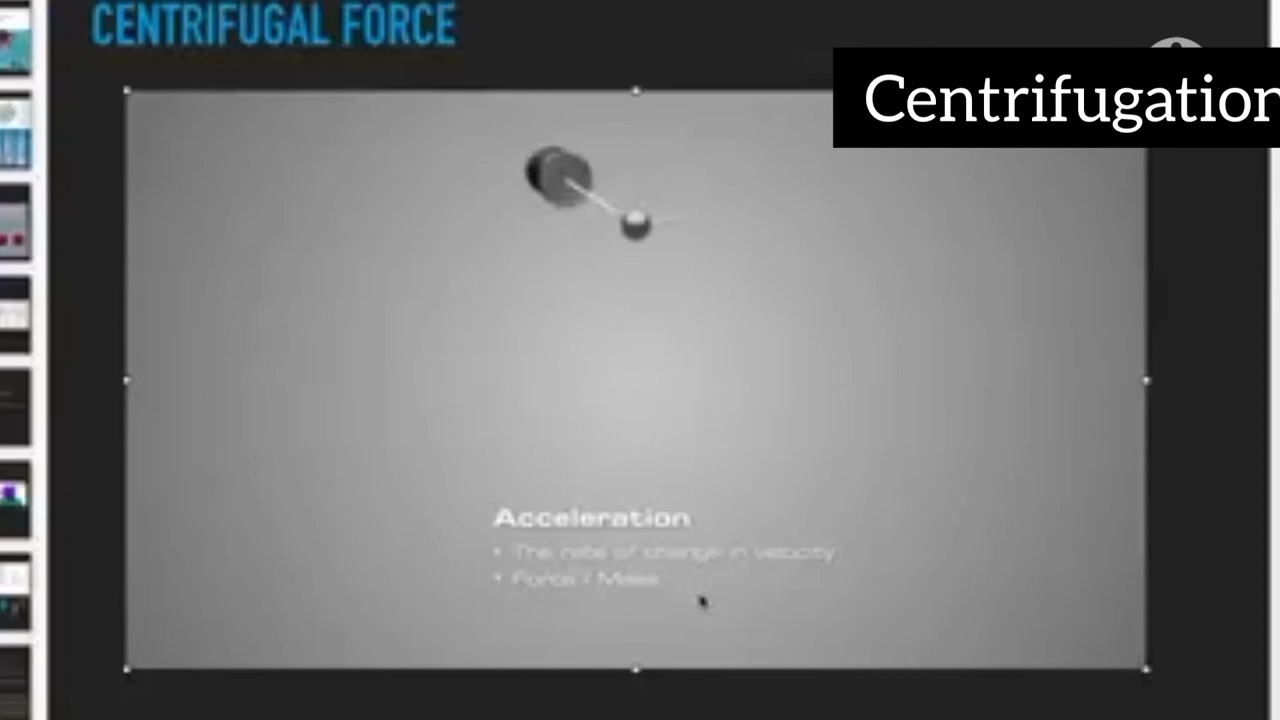 CENTRIFUGAL FORCE
Centrifugation
Acceleration
• The rate of change in velocity
• Force / Mass